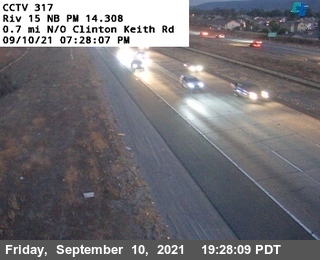 CCTV 317
Riv 15 NB PM 14.308
0.7 mi N/O Clinton Keith Rd
09/10/21 07:28:07 PM
Friday, September 10, 2021 19:28:09 PDT